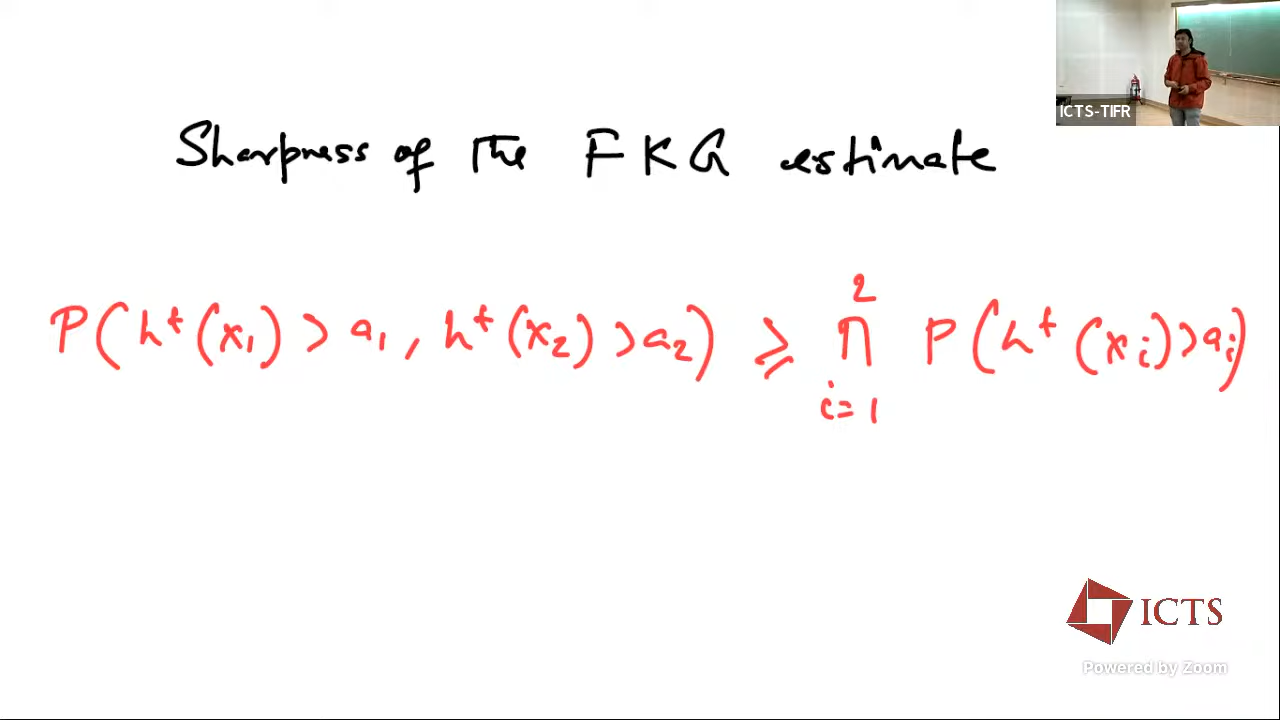 ICTS-TIFR
Sharpness of the FKG estimate
P(h^t(x_1) > a_1, h^t(x_2) > a_2) ≥ ∏_{i=1}^{2} P(h^t(x_i) > a_i)
ICTS
Powered by Zoom